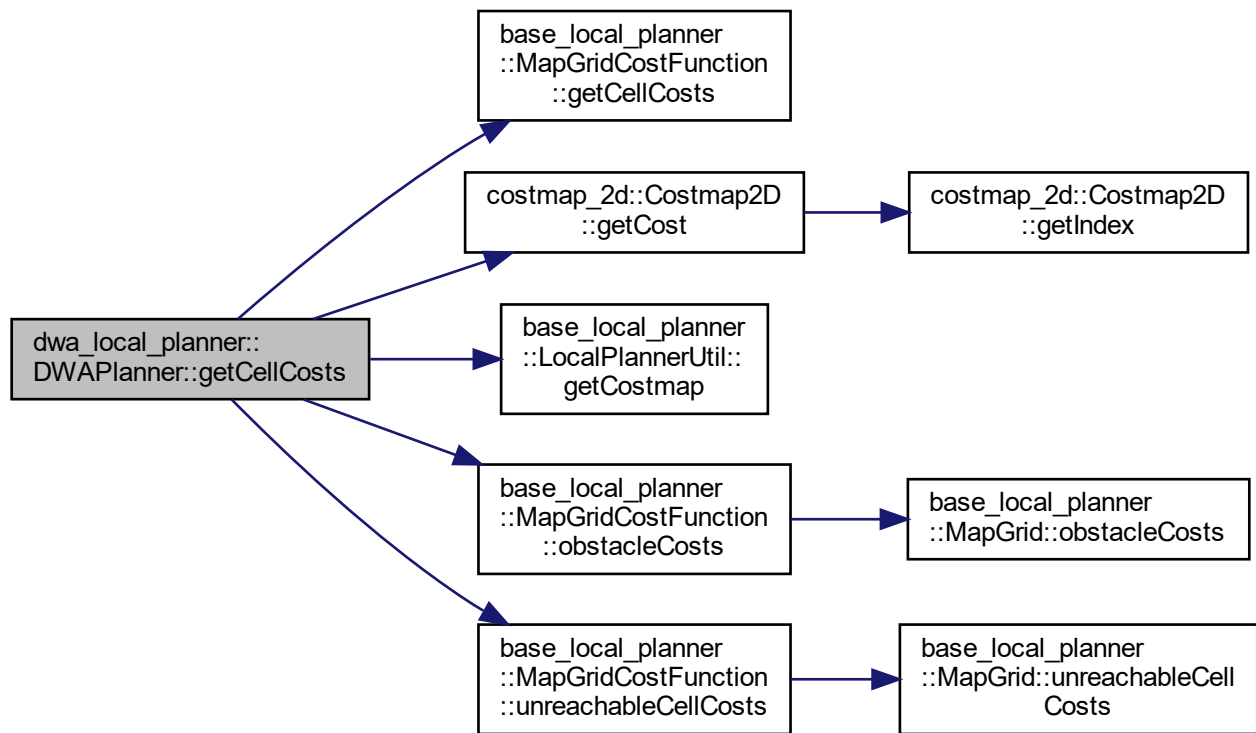 base_local_planner
::MapGridCostFunction
::getCellCosts
costmap_2d::Costmap2D
::getCost
costmap_2d::Costmap2D
::getIndex
dwa_local_planner::
DWAPlanner::getCellCosts
base_local_planner
::LocalPlannerUtil::
getCostmap
base_local_planner
::MapGridCostFunction
::obstacleCosts
base_local_planner
::MapGrid::obstacleCosts
base_local_planner
::MapGridCostFunction
::unreachableCellCosts
base_local_planner
::MapGrid::unreachableCell
Costs